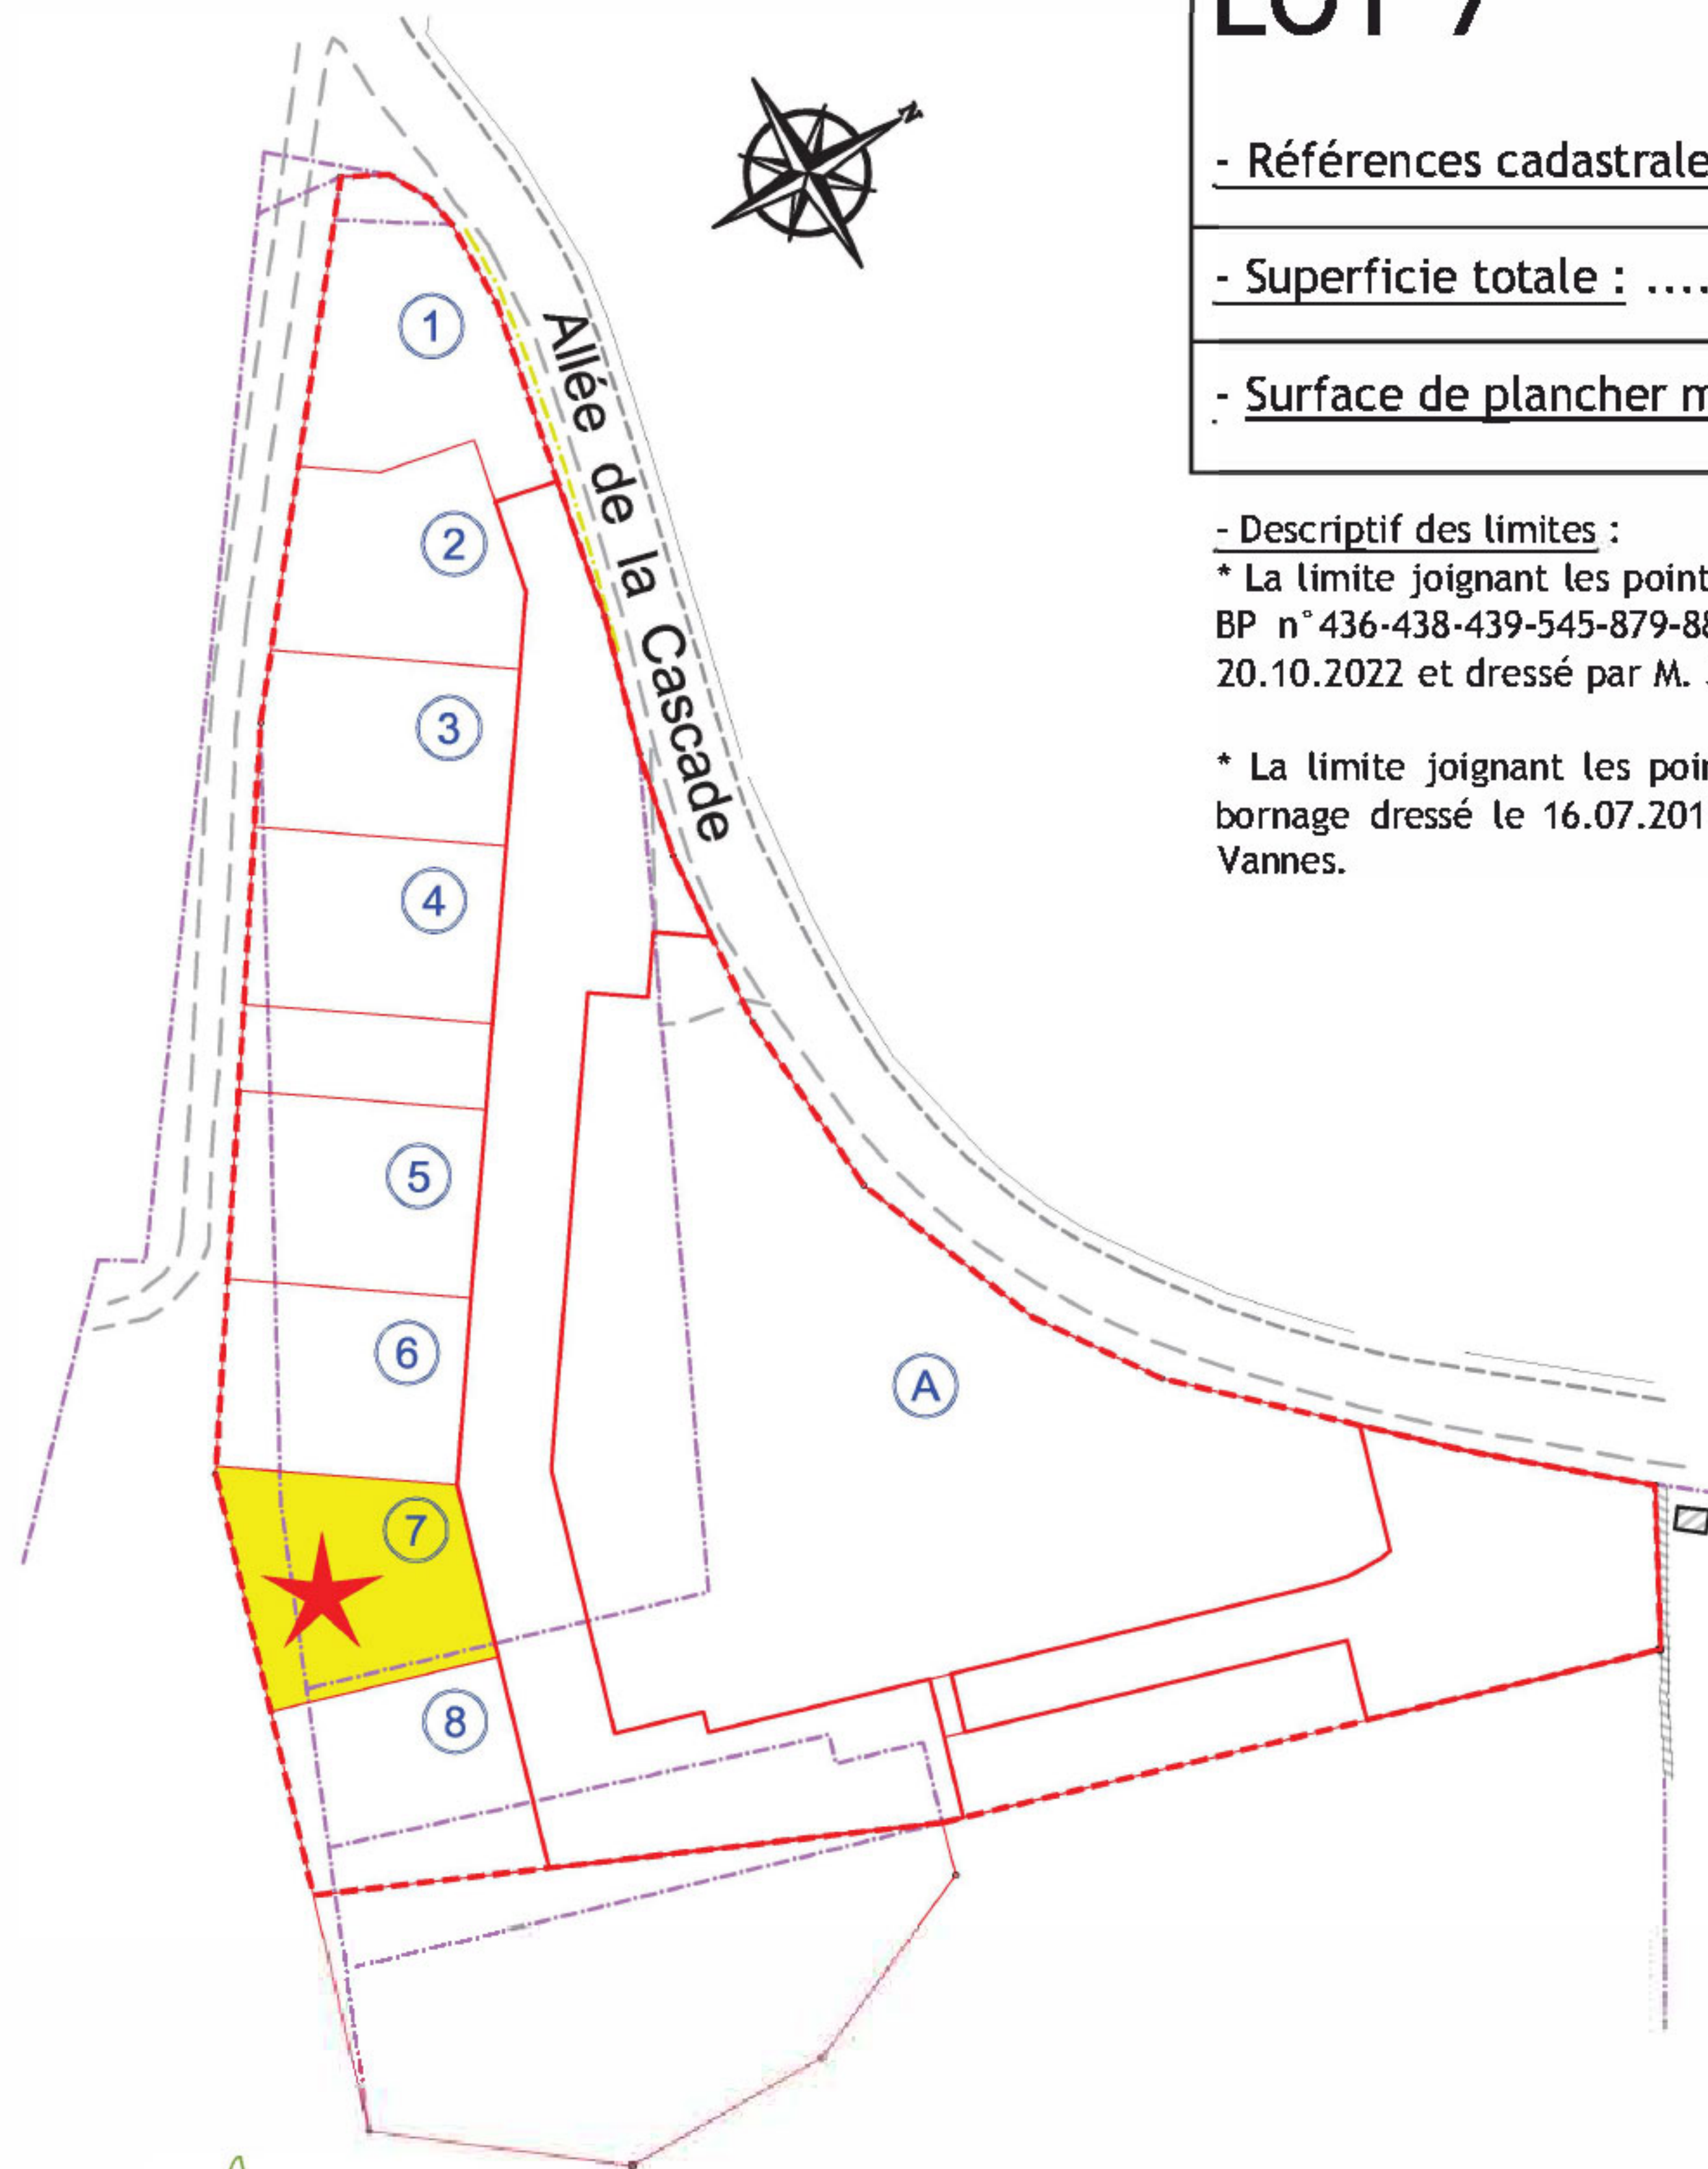 LOT 7
N
- Références cadastrale
- Superficie totale : ....
- Surface de plancher m
- Descriptif des limites :
* La limite joignant les point
BP n°436-438-439-545-879-88
20.10.2022 et dressé par M.
* La limite joignant les poin
bornage dressé le 16.07.201
Vannes.
Allée de la Cascade
1
2
3
4
5
6
A
7
8